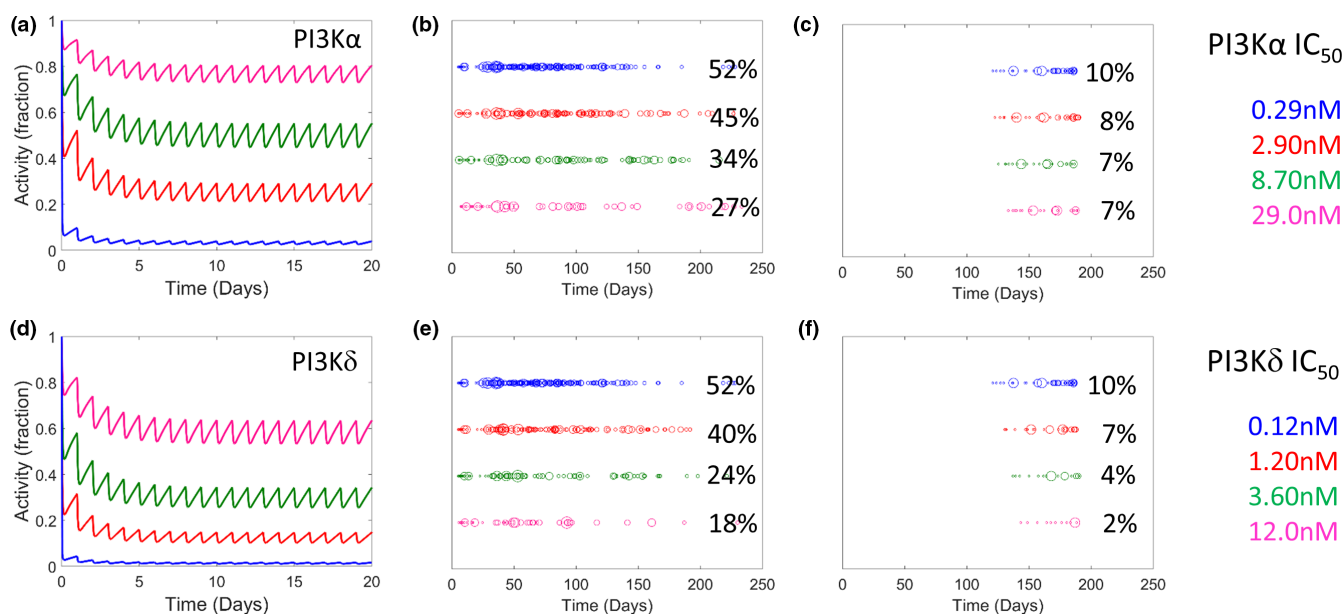 (a)
PI3Kα
Activity (fraction)
1
0.8
0.6
0.4
0.2
0
0 5 10 15 20
Time (Days)
(b)
52%
45%
34%
27%
0 50 100 150 200 250
Time (Days)
(c)
10%
8%
7%
7%
0 50 100 150 200 250
Time (Days)
PI3Kα IC50
0.29nM
2.90nM
8.70nM
29.0nM
(d)
PI3Kδ
Activity (fraction)
1
0.8
0.6
0.4
0.2
0
0 5 10 15 20
Time (Days)
(e)
52%
40%
24%
18%
0 50 100 150 200 250
Time (Days)
(f)
10%
7%
4%
2%
0 50 100 150 200 250
Time (Days)
PI3Kδ IC50
0.12nM
1.20nM
3.60nM
12.0nM